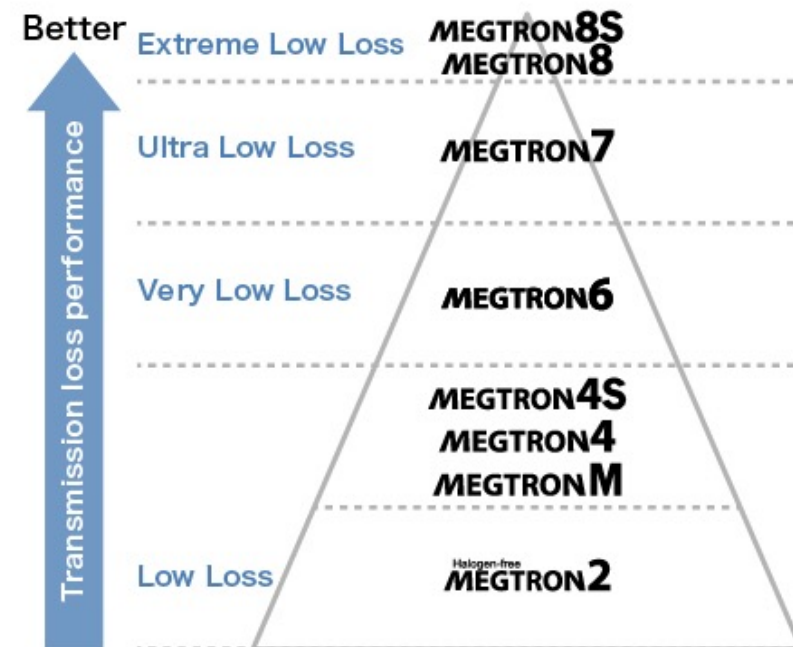 Better
Extreme Low Loss
MEGTRON8S
MEGTRON8
Ultra Low Loss
MEGTRON7
Very Low Loss
MEGTRON6
MEGTRON4S
MEGTRON4
MEGTRONM
Low Loss
Halogen-free
MEGTRON2
Transmission loss performance